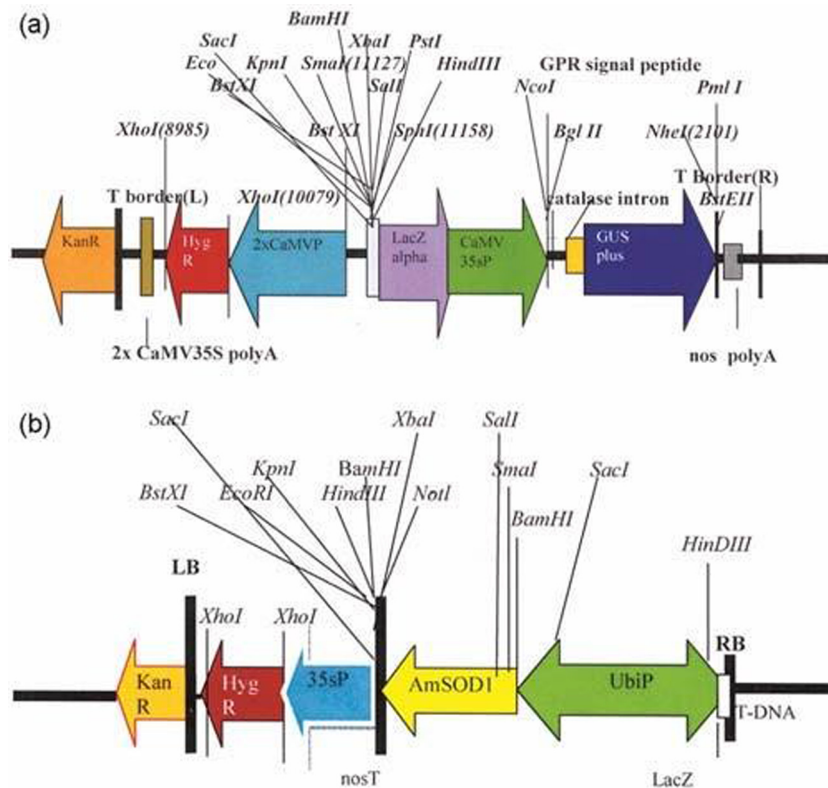 (a)
BamHI
SacI XbaI PstI
Eco KpnI SmaI(11127) HindIII GPR signal peptide
BstXI SalI NcoI Pml I
XhoI(8985) Bst XI SphI(11158) Bgl II NheI(2101)
T border(L) T Border(R)
XhoI(10079) catalase intron BstEII
KanR Hyg R 2xCaMVP LacZ alpha CaMV 35sP GUS plus
2x CaMV35S polyA nos polyA
(b)
SacI XbaI SalI
KpnI BamHI SmaI SacI
BstXI EcoRI HindIII NotI BamHI
HinDIII
LB
XhoI XhoI RB
Kan R Hyg R 35sP AmSOD1 UbiP
T-DNA
nosT LacZ